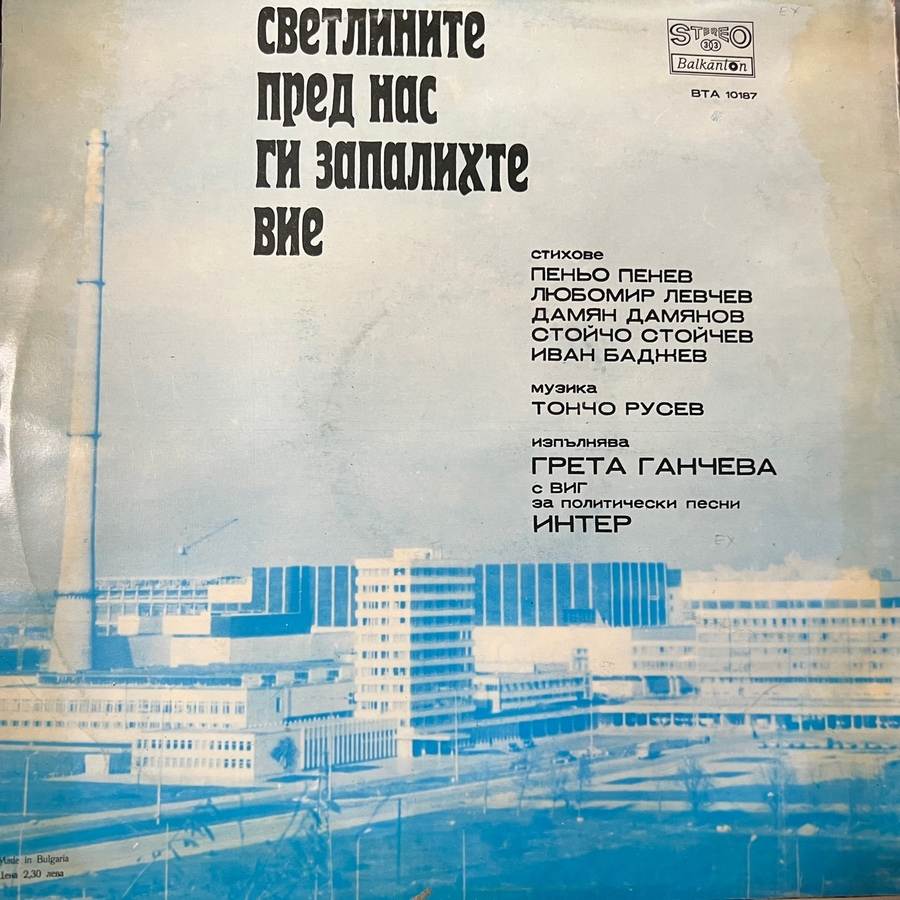 светлините
пред нас
ги запалихте
вие
STEREO
33
Balkanton
ВТА 10187
EX
стихове
ПЕНЬО ПЕНЕВ
ЛЮБОМИР ЛЕВЧЕВ
ДАМЯН ДАМЯНОВ
СТОЙЧО СТОЙЧЕВ
ИВАН БАДЖЕВ
музика
ТОНЧО РУСЕВ
изпълнява
ГРЕТА ГАНЧЕВА
с ВИГ
за политически песни
ИНТЕР
EX
Made in Bulgaria
Цена 2,30 лева